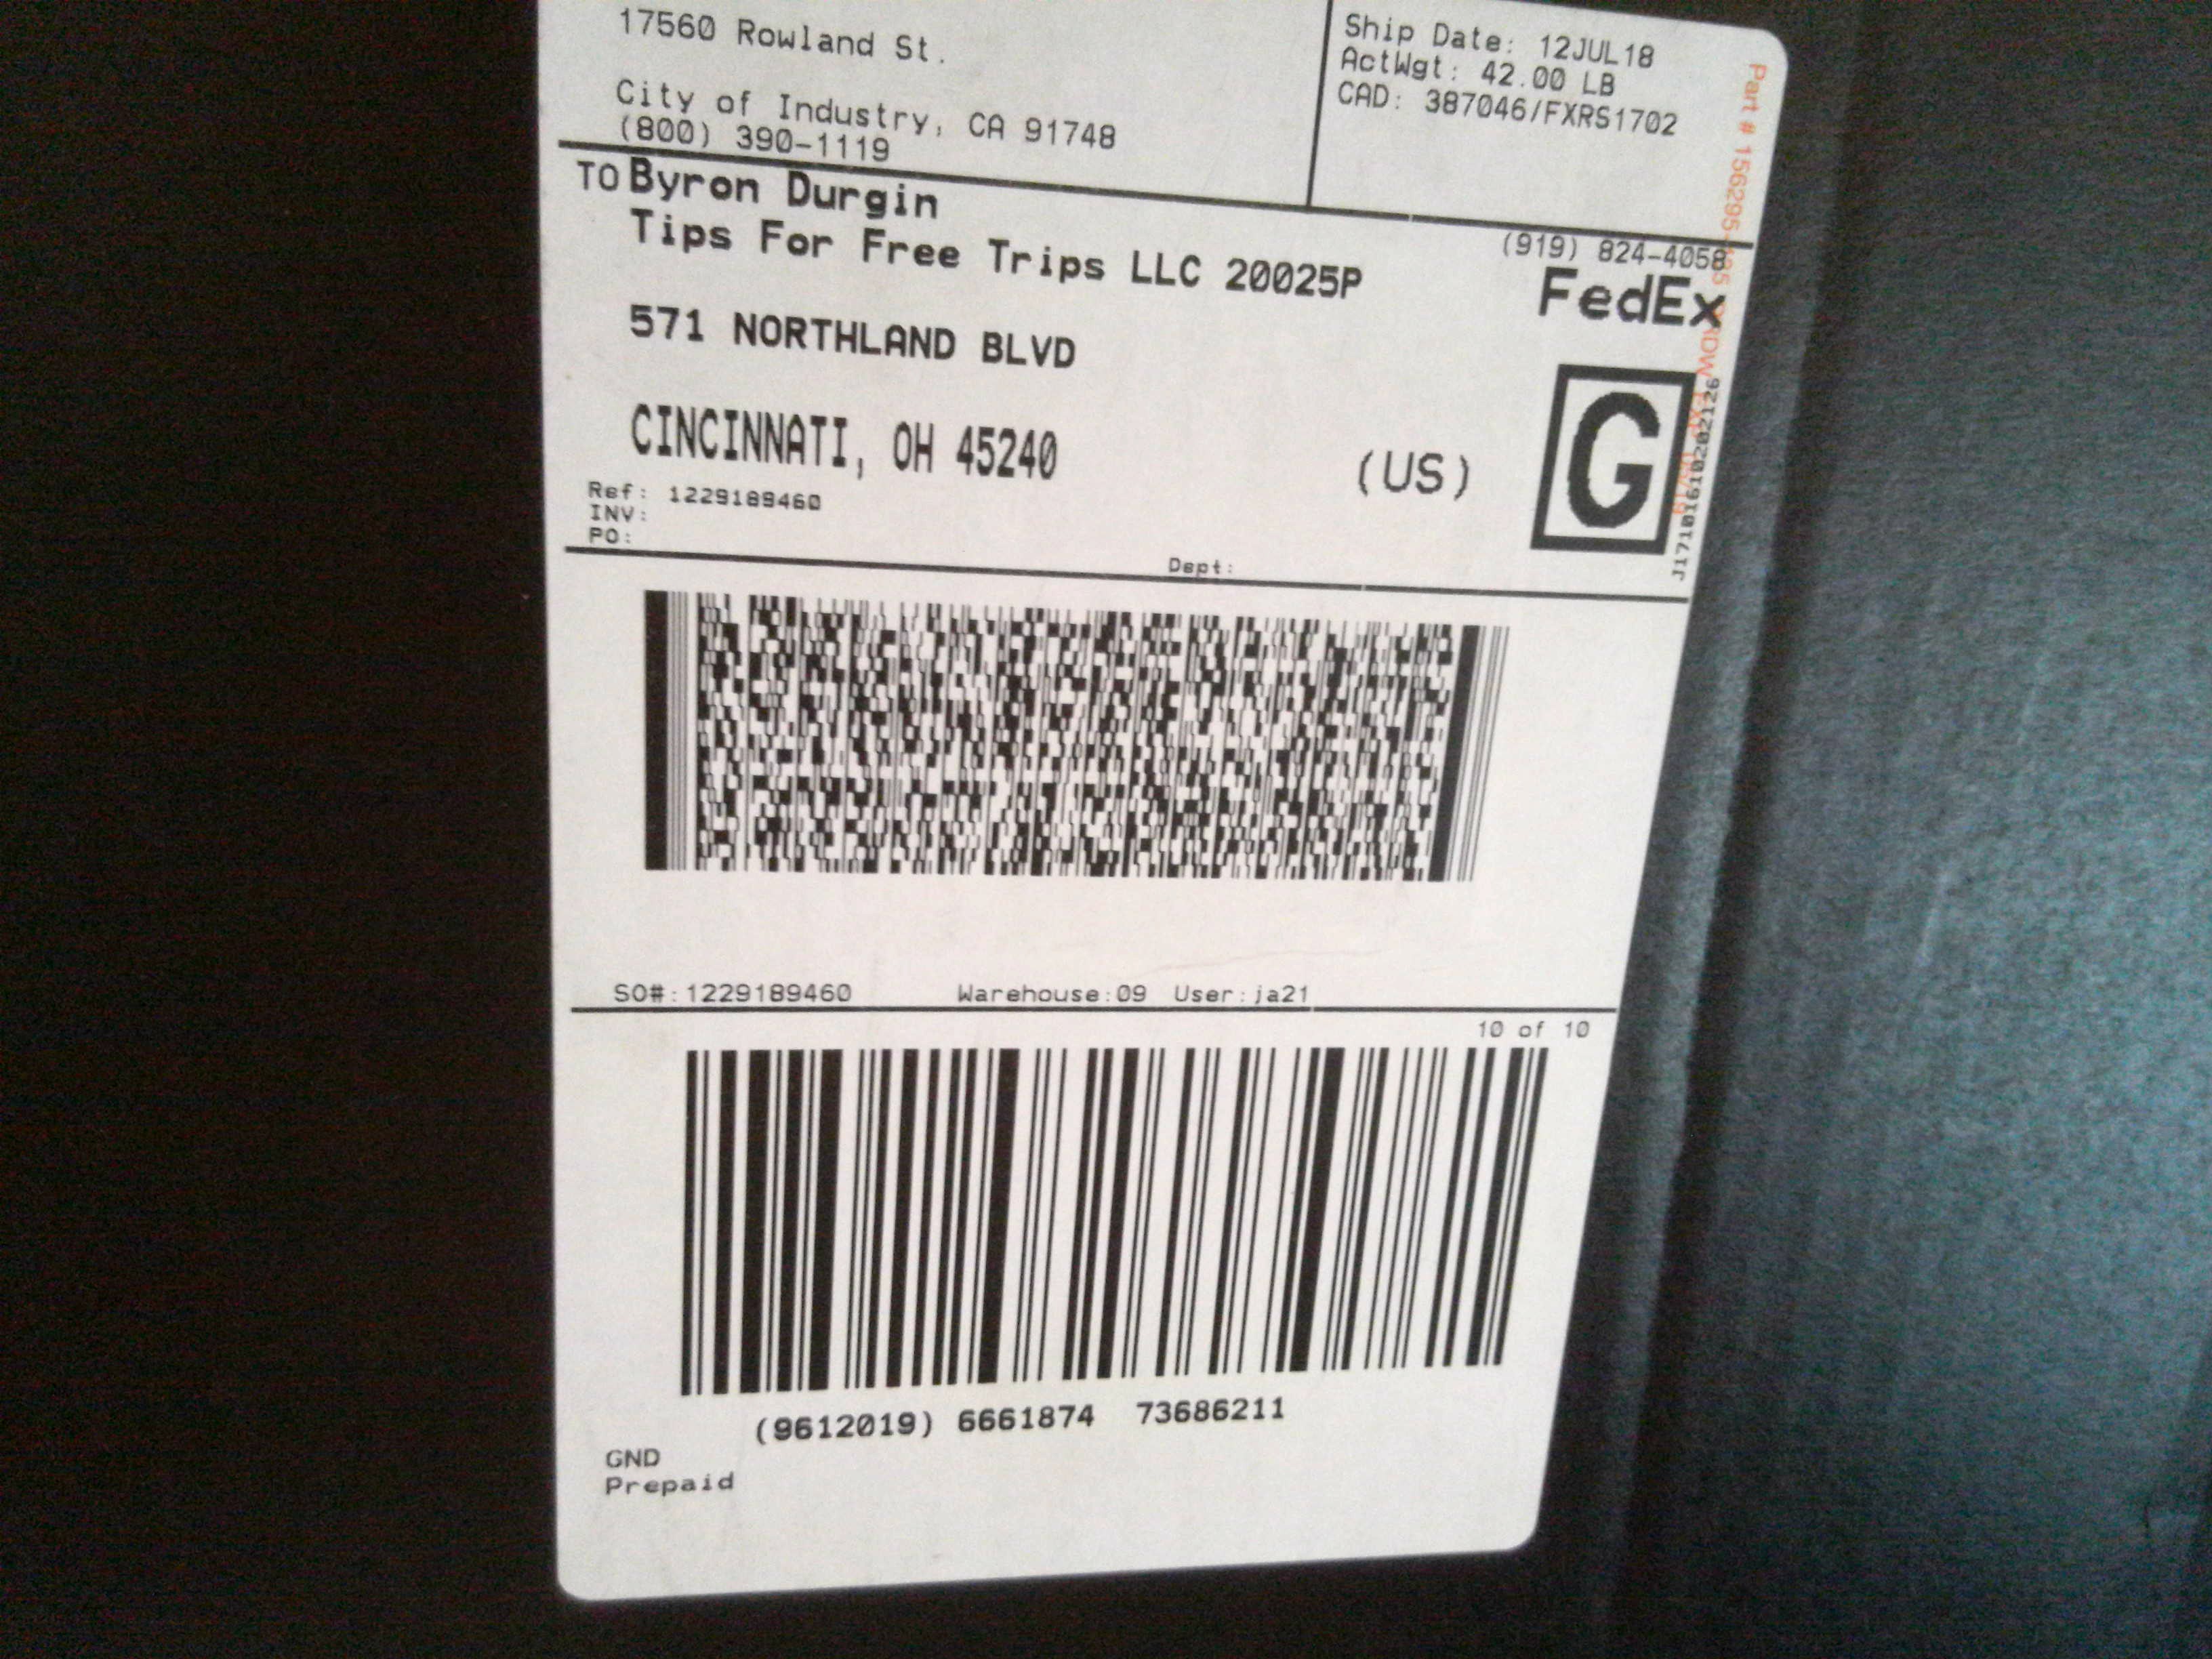 17560 Rowland St.
City of Industry, CA 91748
(800) 390-1119
Ship Date: 12JUL18
ActWgt: 42.00 LB
CAD: 387046/FXRS1702
TO Byron Durgin
Tips For Free Trips LLC 20025P
571 NORTHLAND BLVD
CINCINNATI, OH 45240
(US)
(919) 824-4058
FedEx
G
Ref: 1229189460
INV:
PO:
Dept:
Part # 156295
J171016102202126
SO#: 1229189460 Warehouse:09 User:ja21
10 of 10
(9612019) 6661874 73686211
GND
Prepaid